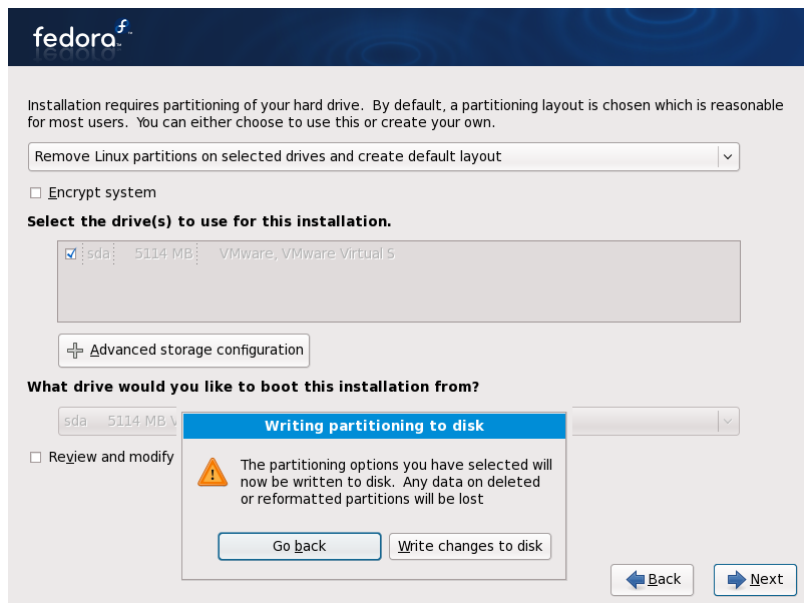 fedora
Installation requires partitioning of your hard drive.  By default, a partitioning layout is chosen which is reasonable
for most users.  You can either choose to use this or create your own.
Remove Linux partitions on selected drives and create default layout
Encrypt system
Select the drive(s) to use for this installation.
sda 5114 MB VMware, VMware Virtual S
Advanced storage configuration
What drive would you like to boot this installation from?
sda 5114 MB V
Review and modify
Writing partitioning to disk
The partitioning options you have selected will
now be written to disk.  Any data on deleted
or reformatted partitions will be lost
Go back Write changes to disk
Back Next